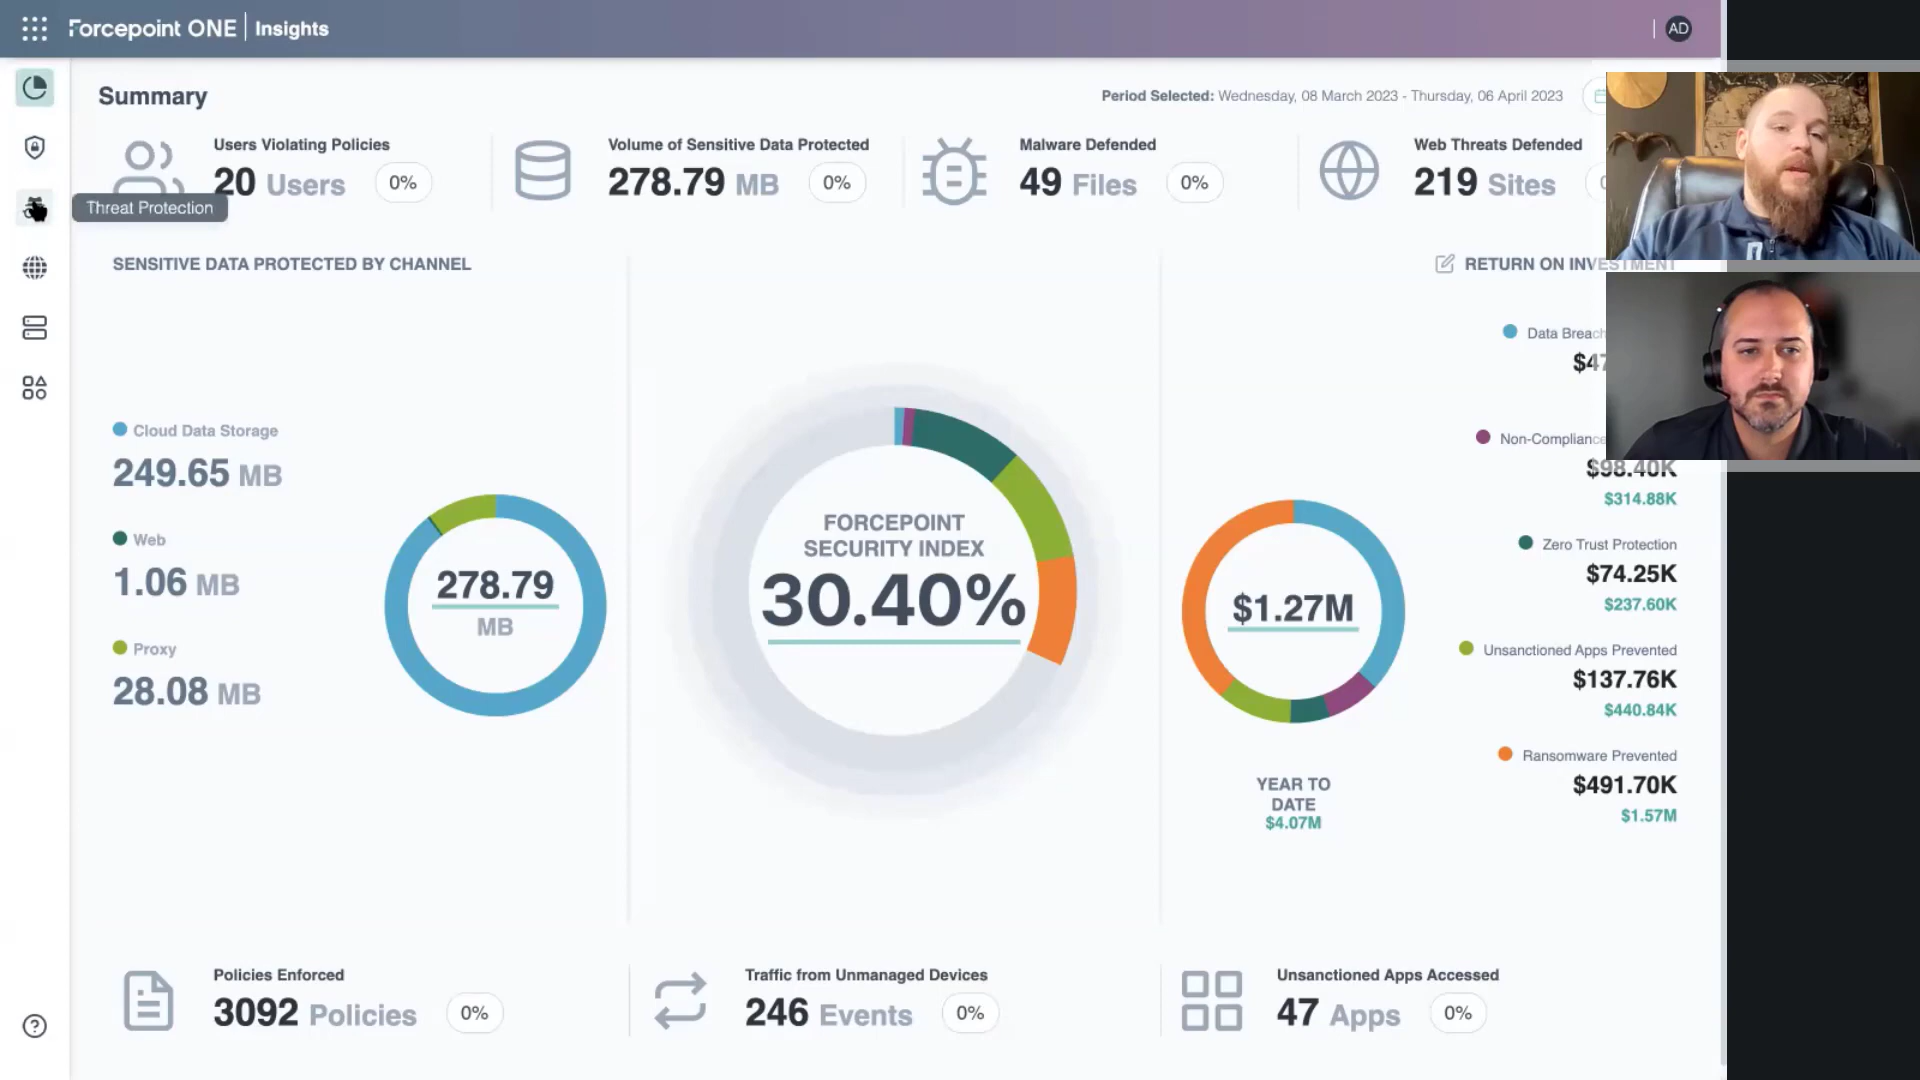 Forcepoint ONE Insights
AD
Summary
Period Selected: Wednesday, 08 March 2023 - Thursday, 06 April 2023
Users Violating Policies
20 Users 0%
Volume of Sensitive Data Protected
278.79 MB 0%
Malware Defended
49 Files 0%
Web Threats Defended
219 Sites
Threat Protection
SENSITIVE DATA PROTECTED BY CHANNEL
Cloud Data Storage
249.65 MB
Web
1.06 MB
Proxy
28.08 MB
278.79
MB
FORCEPOINT
SECURITY INDEX
30.40%
RETURN ON INVESTMENT
Data Breach
Non-Compliance
$98.40K
$314.88K
Zero Trust Protection
$74.25K
$237.60K
Unsanctioned Apps Prevented
$137.76K
$440.84K
Ransomware Prevented
$491.70K
$1.57M
$1.27M
YEAR TO
DATE
$4.07M
Policies Enforced
3092 Policies 0%
Traffic from Unmanaged Devices
246 Events 0%
Unsanctioned Apps Accessed
47 Apps 0%